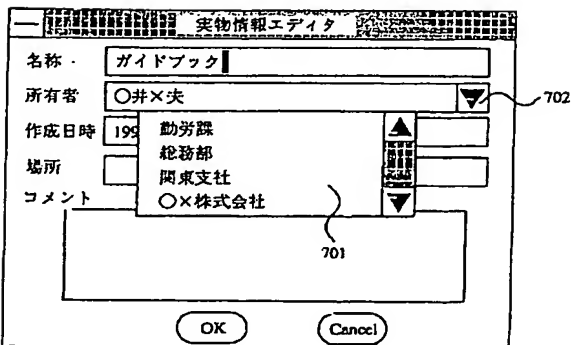 実物情報エディタ
名称
ガイドブック
所有者 〇井×夫
702
作成日時 199
勤労課
総務部
場所
関東支社
コメント
〇×株式会社
701
OK Cancel